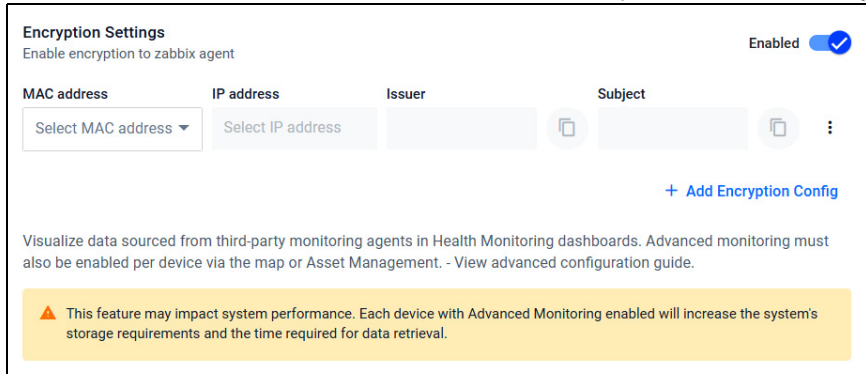 Encryption Settings
Enable encryption to zabbix agent
Enabled
MAC address IP address Issuer Subject
Select MAC address Select IP address
+ Add Encryption Config
Visualize data sourced from third-party monitoring agents in Health Monitoring dashboards. Advanced monitoring must
also be enabled per device via the map or Asset Management. - View advanced configuration guide.
This feature may impact system performance. Each device with Advanced Monitoring enabled will increase the system's
storage requirements and the time required for data retrieval.